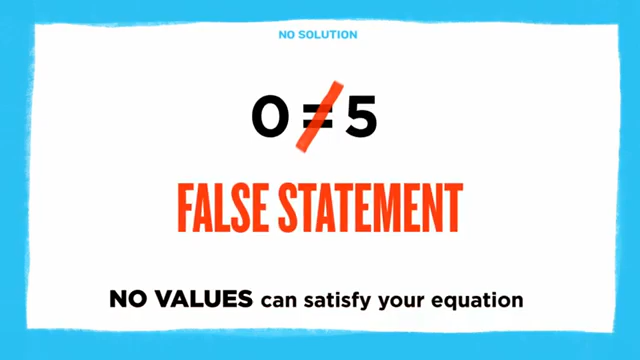 NO SOLUTION
0 ≠ 5
FALSE STATEMENT
NO VALUES can satisfy your equation